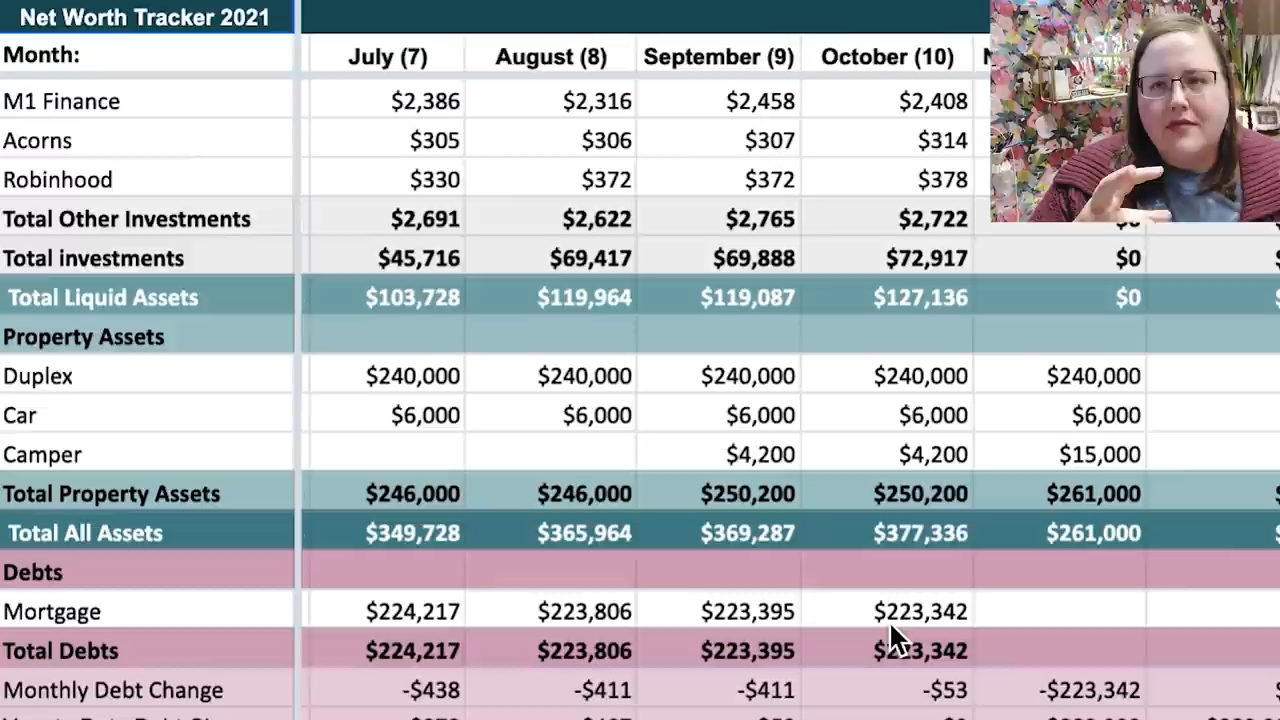 Net Worth Tracker 2021
Month: July (7) August (8) September (9) October (10) N
M1 Finance $2,386 $2,316 $2,458 $2,408
Acorns $305 $306 $307 $314
Robinhood $330 $372 $372 $378
Total Other Investments $2,691 $2,622 $2,765 $2,722 $0
Total investments $45,716 $69,417 $69,888 $72,917 $0 $
Total Liquid Assets $103,728 $119,964 $119,087 $127,136 $0 $
Property Assets
Duplex $240,000 $240,000 $240,000 $240,000 $240,000
Car $6,000 $6,000 $6,000 $6,000 $6,000
Camper $4,200 $4,200 $15,000
Total Property Assets $246,000 $246,000 $250,200 $250,200 $261,000 $
Total All Assets $349,728 $365,964 $369,287 $377,336 $261,000 $
Debts
Mortgage $224,217 $223,806 $223,395 $223,342
Total Debts $224,217 $223,806 $223,395 $223,342
Monthly Debt Change -$438 -$411 -$411 -$53 -$223,342